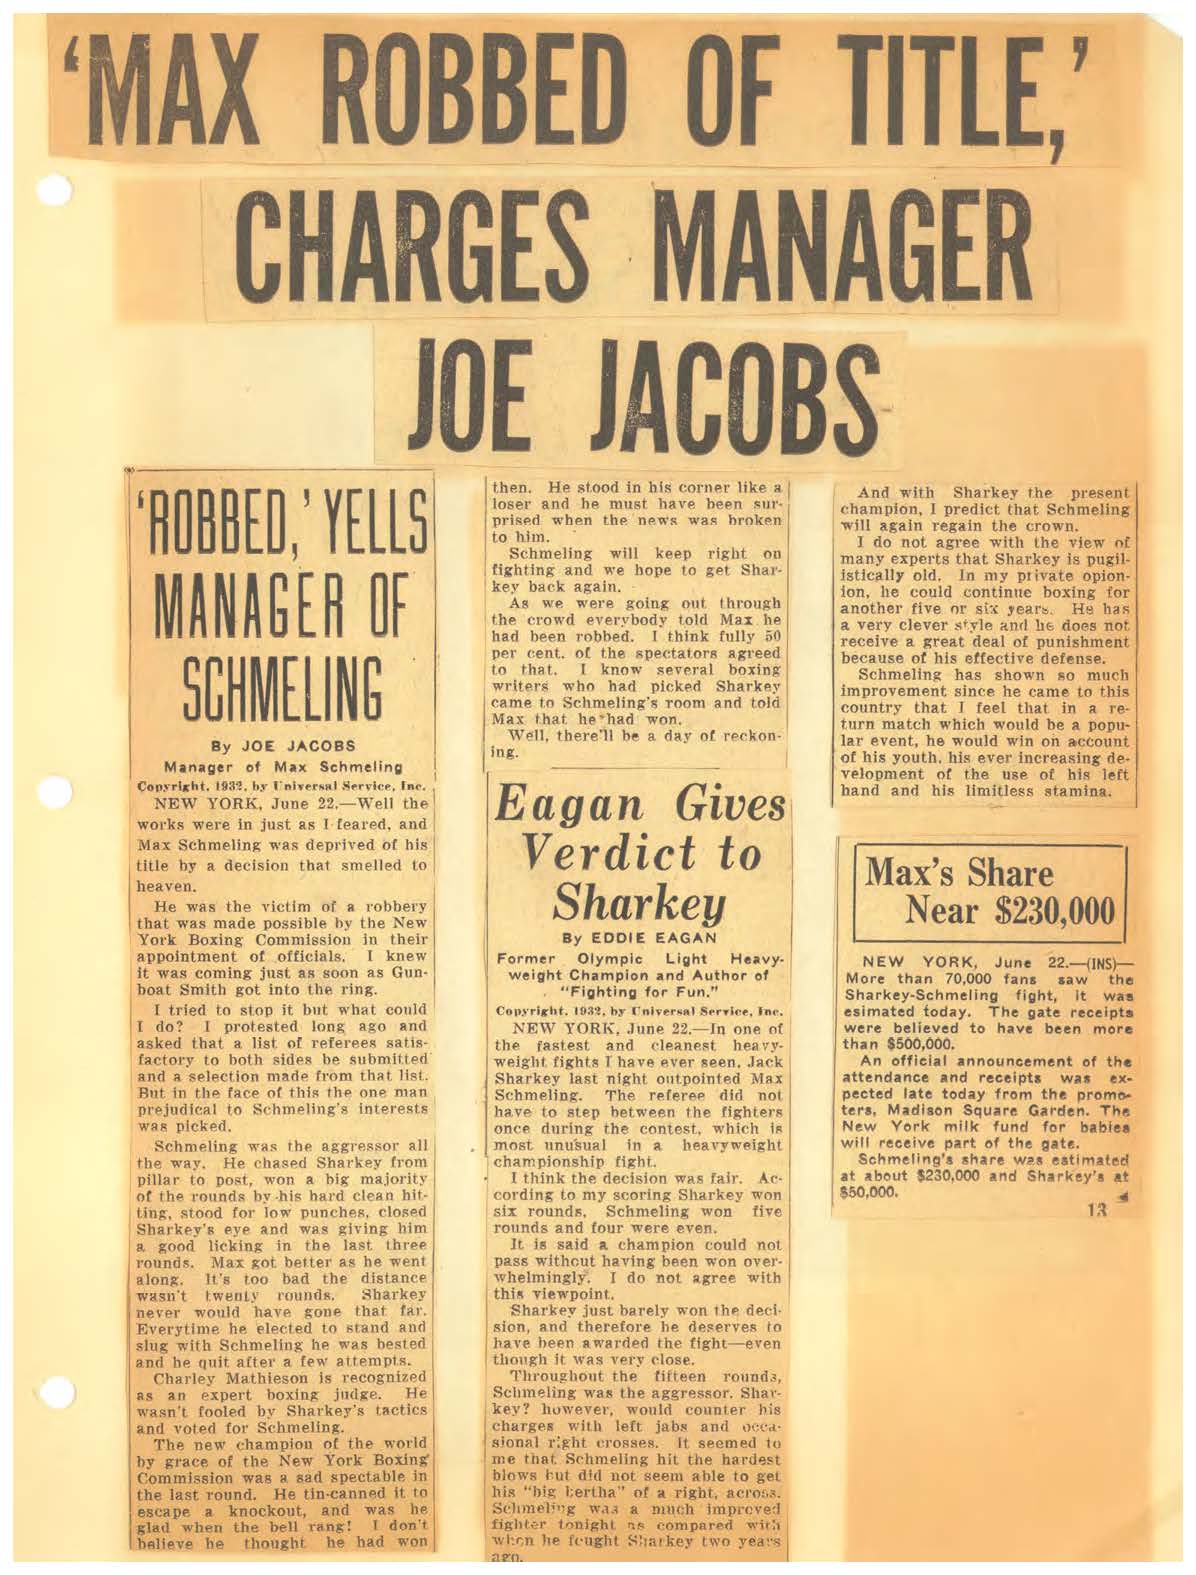 ‘MAX ROBBED OF TITLE,’
CHARGES MANAGER
JOE JACOBS
‘ROBBED,’ YELLS
MANAGER OF
SCHMELING
By JOE JACOBS
Manager of Max Schmeling
Copyright, 1932, by Universal Service, Inc.
NEW YORK, June 22.—Well the
works were in just as I feared, and
Max Schmeling was deprived of his
title by a decision that smelled to
heaven.
He was the victim of a robbery
that was made possible by the New
York Boxing Commission in their
appointment of officials. I knew
it was coming just as soon as Gun-
boat Smith got into the ring.
I tried to stop it but what could
I do? I protested long ago and
asked that a list of referees satis-
factory to both sides be submitted
and a selection made from that list.
But in the face of this the one man
prejudical to Schmeling's interests
was picked.
Schmeling was the aggressor all
the way. He chased Sharkey from
pillar to post, won a big majority
of the rounds by his hard clean hit-
ting, stood for low punches, closed
Sharkey's eye and was giving him
a good licking in the last three
rounds. Max got better as he went
along. It's too bad the distance
wasn't twenty rounds. Sharkey
never would have gone that far.
Everytime he elected to stand and
slug with Schmeling he was bested
and he quit after a few attempts.
Charley Mathieson is recognized
as an expert boxing judge. He
wasn't fooled by Sharkey's tactics
and voted for Schmeling.
The new champion of the world
by grace of the New York Boxing
Commission was a sad spectable in
the last round. He tin-canned it to
escape a knockout, and was he
glad when the bell rang! I don't
believe he thought he had won
then. He stood in his corner like a
loser and he must have been sur-
prised when the news was broken
to him.
Schmeling will keep right on
fighting and we hope to get Shar-
key back again.
As we were going out through
the crowd everybody told Max he
had been robbed. I think fully 50
per cent. of the spectators agreed
to that. I know several boxing
writers who had picked Sharkey
came to Schmeling's room and told
Max that he had won.
Well, there'll be a day of reckon-
ing.
Eagan Gives
Verdict to
Sharkey
By EDDIE EAGAN
Former Olympic Light Heavy-
weight Champion and Author of
"Fighting for Fun."
Copyright, 1932, by Universal Service, Inc.
NEW YORK, June 22.—In one of
the fastest and cleanest heavy-
weight fights I have ever seen, Jack
Sharkey last night outpointed Max
Schmeling. The referee did not
have to step between the fighters
once during the contest, which is
most unusual in a heavyweight
championship fight.
I think the decision was fair. Ac-
cording to my scoring Sharkey won
six rounds, Schmeling won five
rounds and four were even.
It is said a champion could not
pass without having been won over-
whelmingly. I do not agree with
this viewpoint.
Sharkey just barely won the deci-
sion, and therefore he deserves to
have been awarded the fight—even
though it was very close.
Throughout the fifteen rounds,
Schmeling was the aggressor. Shar-
key? however, would counter his
charges with left jabs and occa-
sional right crosses. It seemed to
me that Schmeling hit the hardest
blows but did not seem able to get
his "big bertha" of a right, across.
Schmeling was a much improved
fighter tonight as compared with
when he fought Sharkey two years
ago.
And with Sharkey the present
champion, I predict that Schmeling
will again regain the crown.
I do not agree with the view of
many experts that Sharkey is pugil-
istically old. In my private opion-
ion, he could continue boxing for
another five or six years. He has
a very clever style and he does not
receive a great deal of punishment
because of his effective defense.
Schmeling has shown so much
improvement since he came to this
country that I feel that in a re-
turn match which would be a popu-
lar event, he would win on account
of his youth, his ever increasing de-
velopment of the use of his left
hand and his limitless stamina.
Max's Share
Near $230,000
NEW YORK, June 22.—(INS)—
More than 70,000 fans saw the
Sharkey-Schmeling fight, it was
esimated today. The gate receipts
were believed to have been more
than $500,000.
An official announcement of the
attendance and receipts was ex-
pected late today from the promo-
ters, Madison Square Garden. The
New York milk fund for babies
will receive part of the gate.
Schmeling's share was estimated
at about $230,000 and Sharkey's at
$50,000.
13